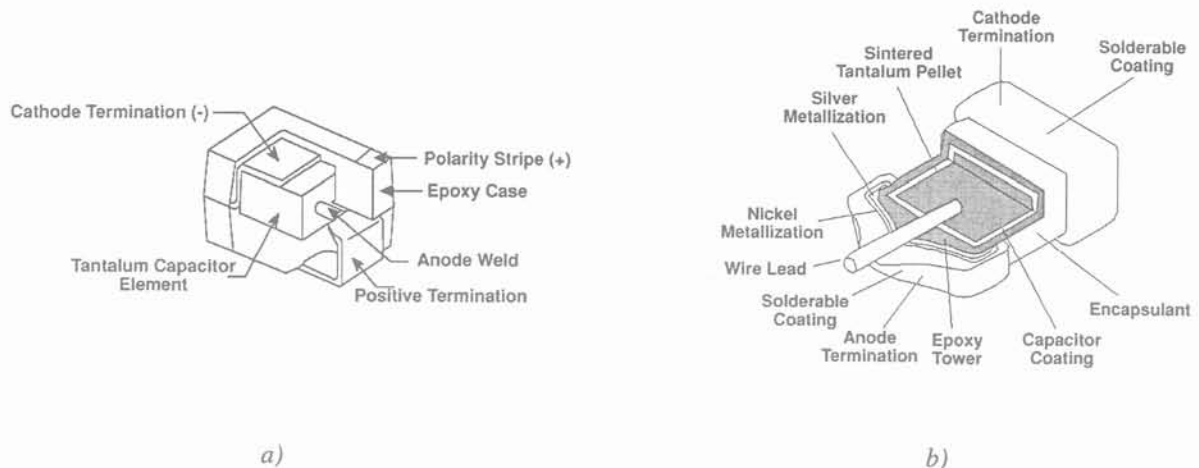 Cathode Termination (-)
Polarity Stripe (+)
Epoxy Case
Tantalum Capacitor
Element
Anode Weld
Positive Termination
a)
Cathode
Termination
Solderable
Coating
Sintered
Tantalum Pellet
Silver
Metallization
Nickel
Metallization
Wire Lead
Solderable
Coating
Anode
Termination
Epoxy
Tower
Capacitor
Coating
Encapsulant
b)